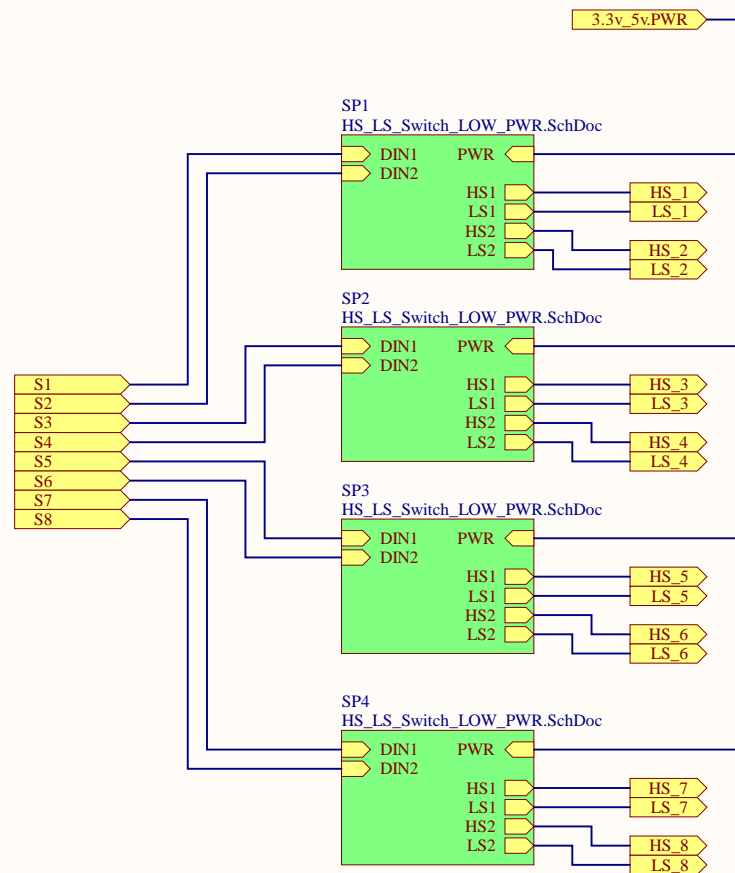 3.3v_5v.PWR
SP1
HS_LS_Switch_LOW_PWR.SchDoc
DIN1 PWR
DIN2
HS1 HS_1
LS1 LS_1
HS2 HS_2
LS2 LS_2
SP2
HS_LS_Switch_LOW_PWR.SchDoc
DIN1 PWR
DIN2
HS1 HS_3
LS1 LS_3
HS2 HS_4
LS2 LS_4
S1
S2
S3
S4
S5
S6
S7
S8
SP3
HS_LS_Switch_LOW_PWR.SchDoc
DIN1 PWR
DIN2
HS1 HS_5
LS1 LS_5
HS2 HS_6
LS2 LS_6
SP4
HS_LS_Switch_LOW_PWR.SchDoc
DIN1 PWR
DIN2
HS1 HS_7
LS1 LS_7
HS2 HS_8
LS2 LS_8